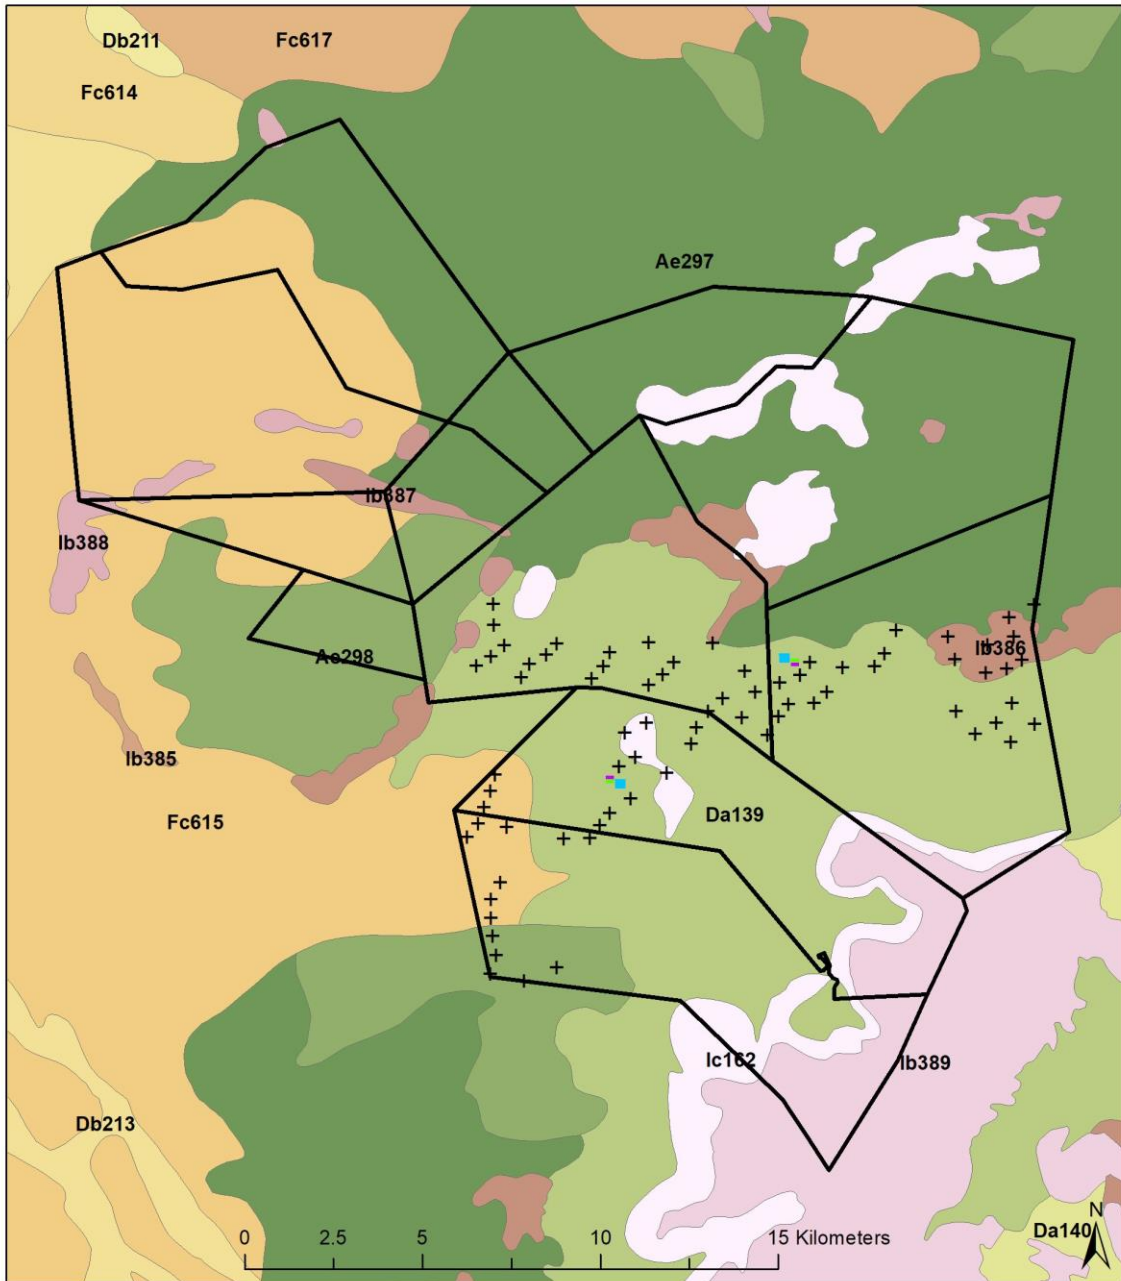 Db211
Fc617
Fc614
Ae297
Ib387
Ib388
Ae298
Ib386
Ib385
Fc615
Da139
Ic162
Ib389
Db213
Da140
N
0 2.5 5 10 15 Kilometers